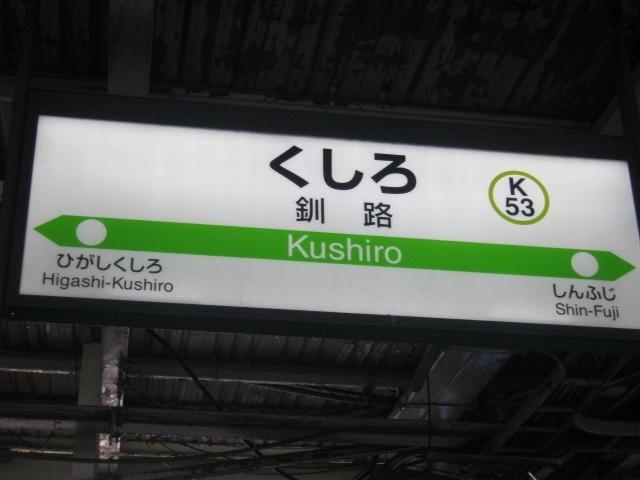 くしろ
釧路
K
53
Kushiro
ひがしくしろ
Higashi-Kushiro
しんふじ
Shin-Fuji